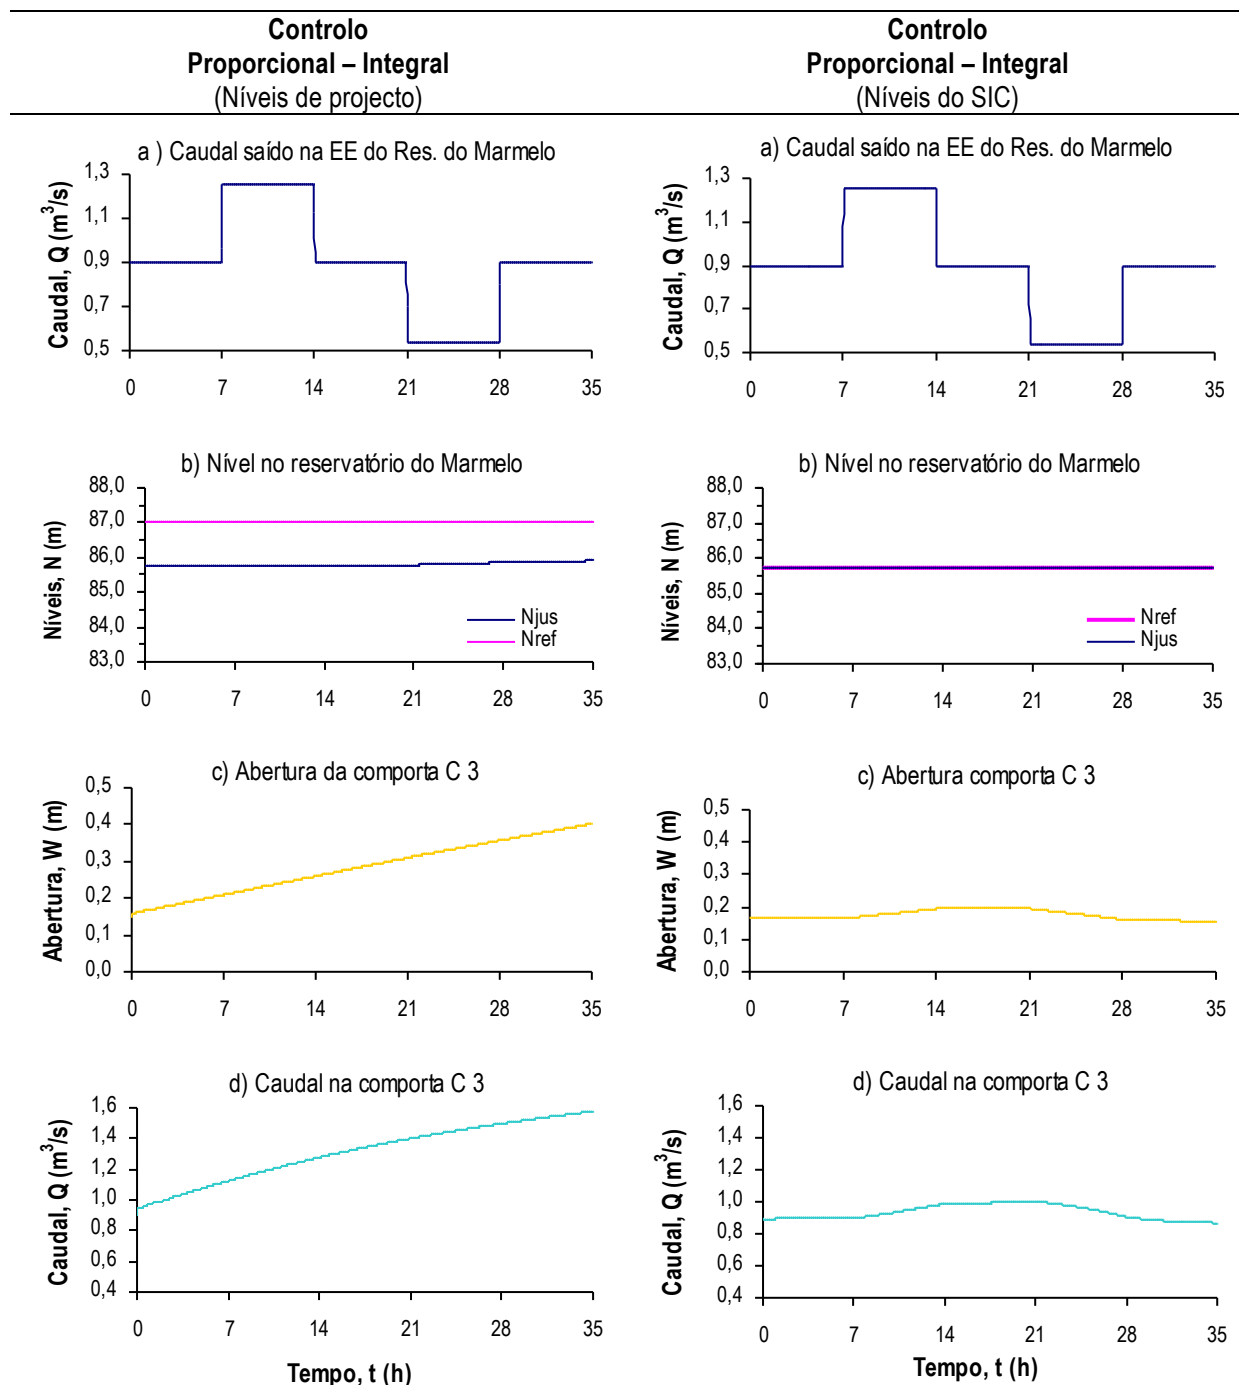 Controlo
Proporcional – Integral
(Níveis de projecto)
Controlo
Proporcional – Integral
(Níveis do SIC)
a ) Caudal saído na EE do Res. do Marmelo
Caudal, Q (m³/s)
1,3
1,1
0,9
0,7
0,5
0 7 14 21 28 35
a) Caudal saído na EE do Res. do Marmelo
Caudal, Q (m³/s)
1,3
1,1
0,9
0,7
0,5
0 7 14 21 28 35
b) Nível no reservatório do Marmelo
Níveis, N (m)
88,0
87,0
86,0
85,0
84,0
83,0
Njus
Nref
0 7 14 21 28 35
b) Nível no reservatório do Marmelo
Níveis, N (m)
88,0
87,0
86,0
85,0
84,0
83,0
Nref
Njus
0 7 14 21 28 35
c) Abertura da comporta C 3
Abertura, W (m)
0,5
0,4
0,3
0,2
0,1
0,0
0 7 14 21 28 35
c) Abertura comporta C 3
Abertura, W (m)
0,5
0,4
0,3
0,2
0,1
0,0
0 7 14 21 28 35
d) Caudal na comporta C 3
Caudal, Q (m³/s)
1,6
1,4
1,2
1,0
0,8
0,6
0,4
0 7 14 21 28 35
Tempo, t (h)
d) Caudal na comporta C 3
Caudal, Q (m³/s)
1,6
1,4
1,2
1,0
0,8
0,6
0,4
0 7 14 21 28 35
Tempo, t (h)